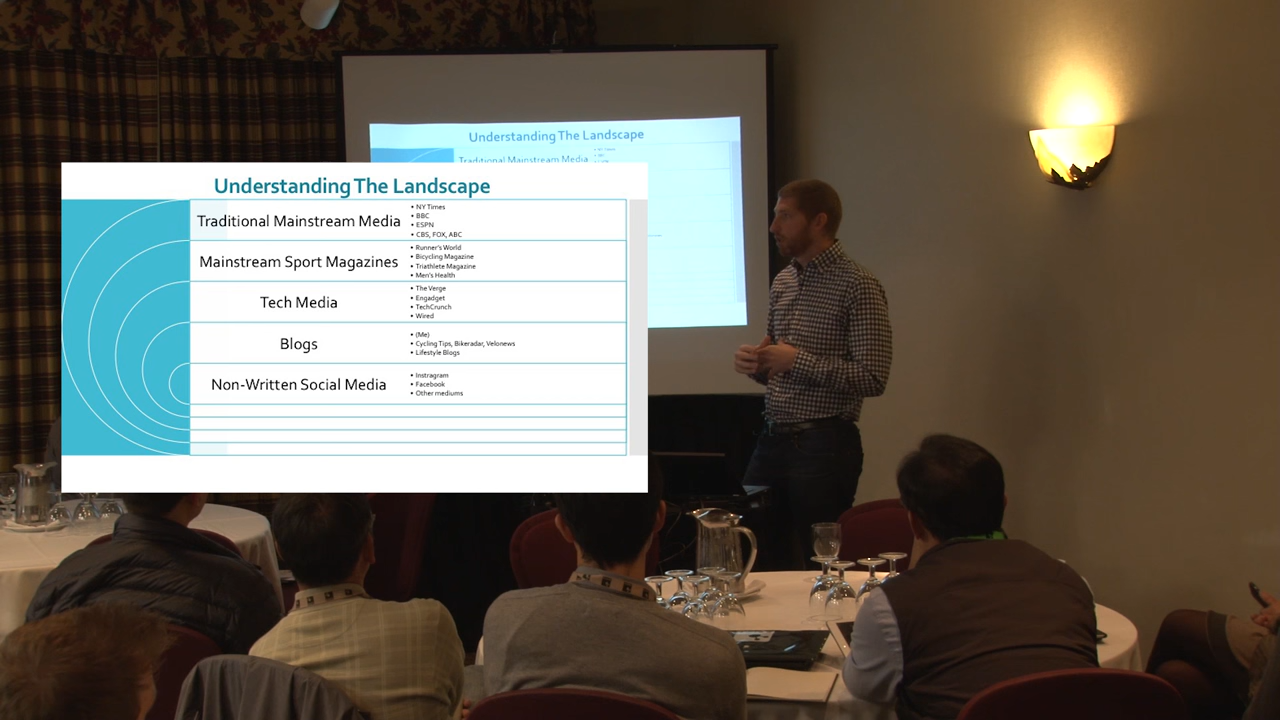 Understanding The Landscape
Traditional Mainstream Media
Understanding The Landscape
Traditional Mainstream Media
• NY Times
• BBC
• ESPN
• CBS, FOX, ABC
Mainstream Sport Magazines
• Runner's World
• Bicycling Magazine
• Triathlete Magazine
• Men's Health
Tech Media
• The Verge
• Engadget
• TechCrunch
• Wired
Blogs
• (Me)
• Cycling Tips, Bikeradar, Velonews
• Lifestyle Blogs
Non-Written Social Media
• Instragram
• Facebook
• Other mediums